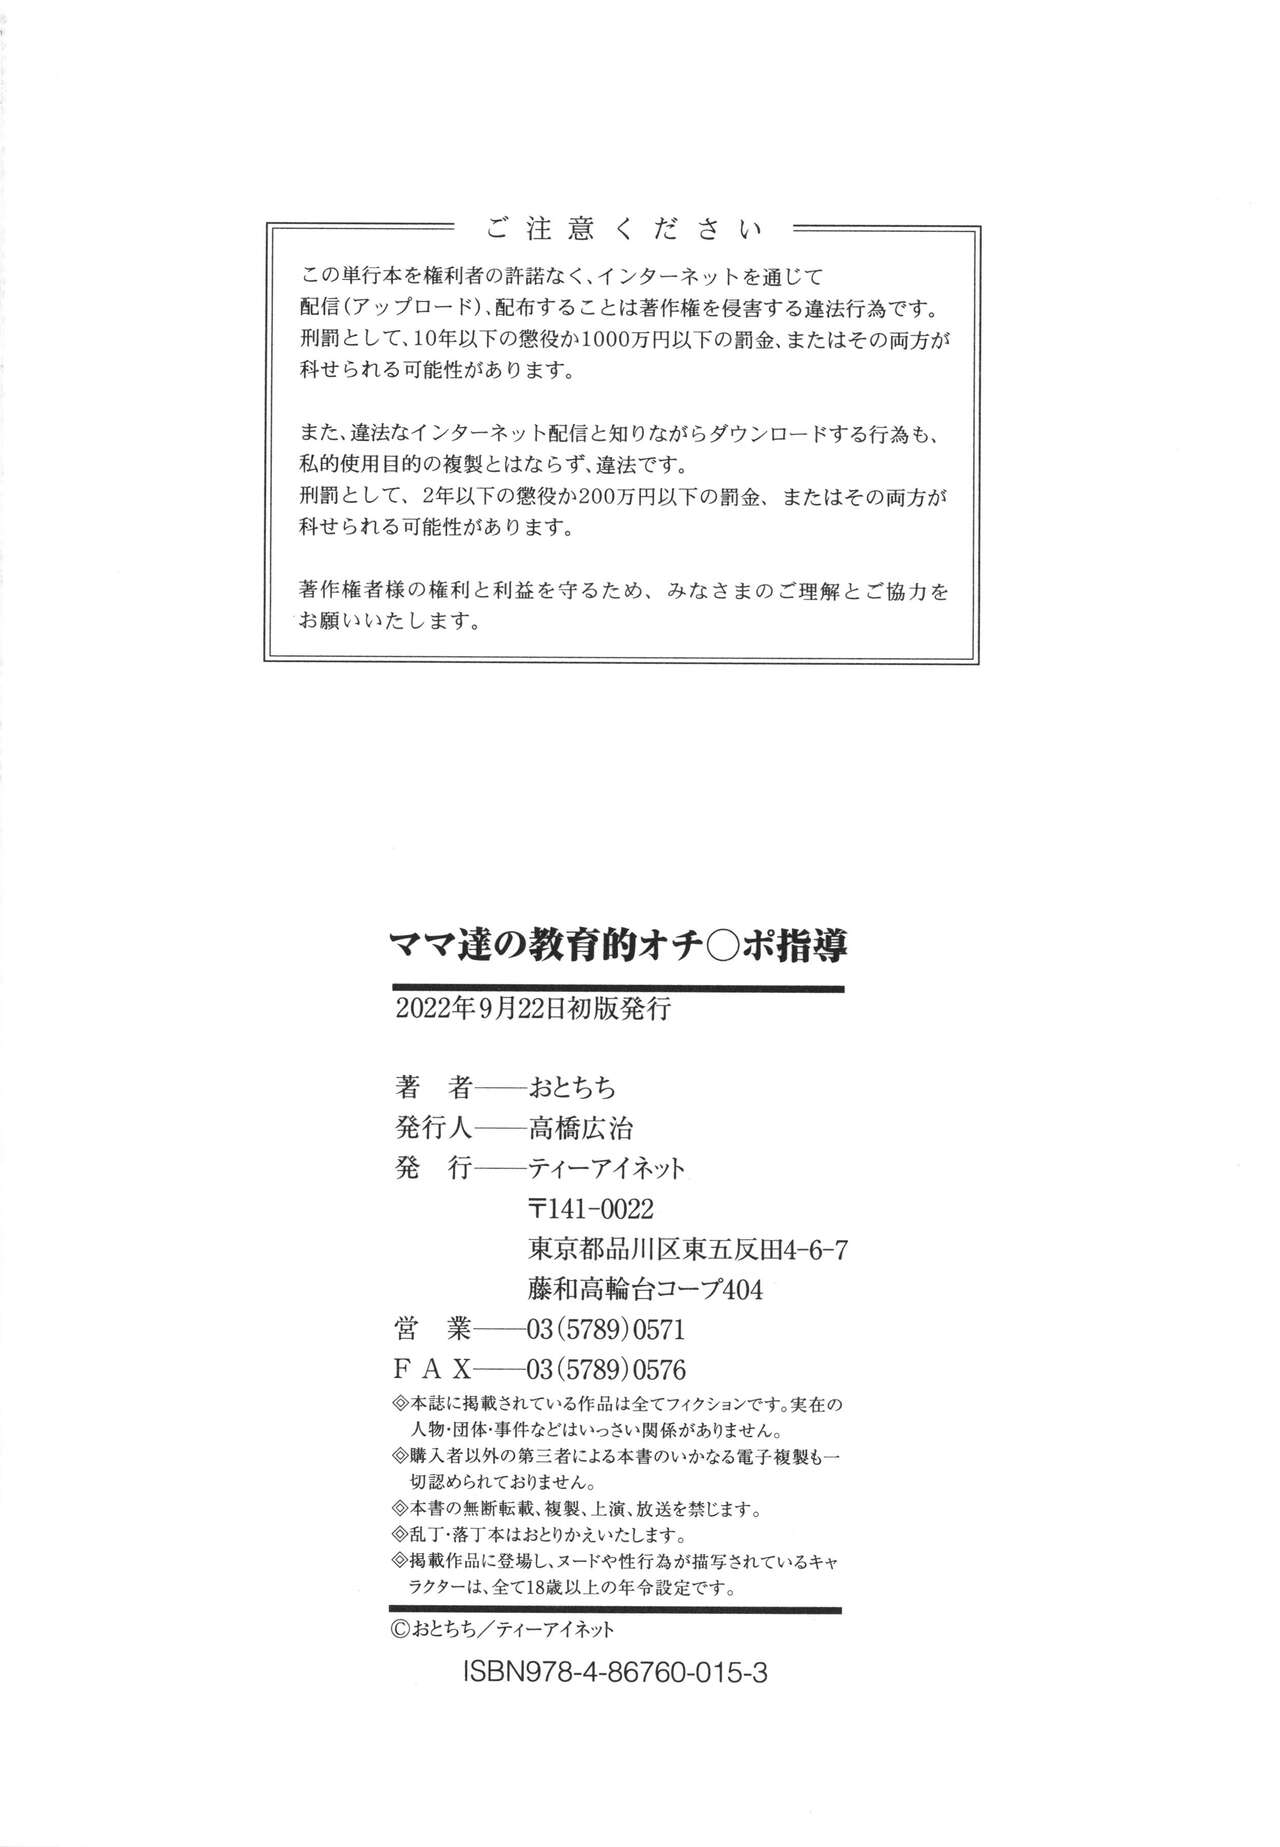 ご注意ください
この単行本を権利者の許諾なく、インターネットを通じて
配信(アップロード)、配布することは著作権を侵害する違法行為です。
刑罰として、10年以下の懲役か1000万円以下の罰金、またはその両方が
科せられる可能性があります。
また、違法なインターネット配信と知りながらダウンロードする行為も、
私的使用目的の複製とはならず、違法です。
刑罰として、2年以下の懲役か200万円以下の罰金、またはその両方が
科せられる可能性があります。
著作権者様の権利と利益を守るため、みなさまのご理解とご協力を
お願いいたします。
ママ達の教育的オチ〇ポ指導
2022年9月22日初版発行
著　者――おとちち
発行人――高橋広治
発　行――ティーアイネット
〒141-0022
東京都品川区東五反田4-6-7
藤和高輪台コープ404
営　業――03(5789)0571
FAX――03(5789)0576
◇本誌に掲載されている作品は全てフィクションです。実在の
人物・団体・事件などはいっさい関係がありません。
◇購入者以外の第三者による本書のいかなる電子複製も一
切認められておりません。
◇本書の無断転載、複製、上演、放送を禁じます。
◇乱丁・落丁本はおとりかえいたします。
◇掲載作品に登場し、ヌードや性行為が描写されているキャ
ラクターは、全て18歳以上の年令設定です。
©おとちち／ティーアイネット
ISBN978-4-86760-015-3